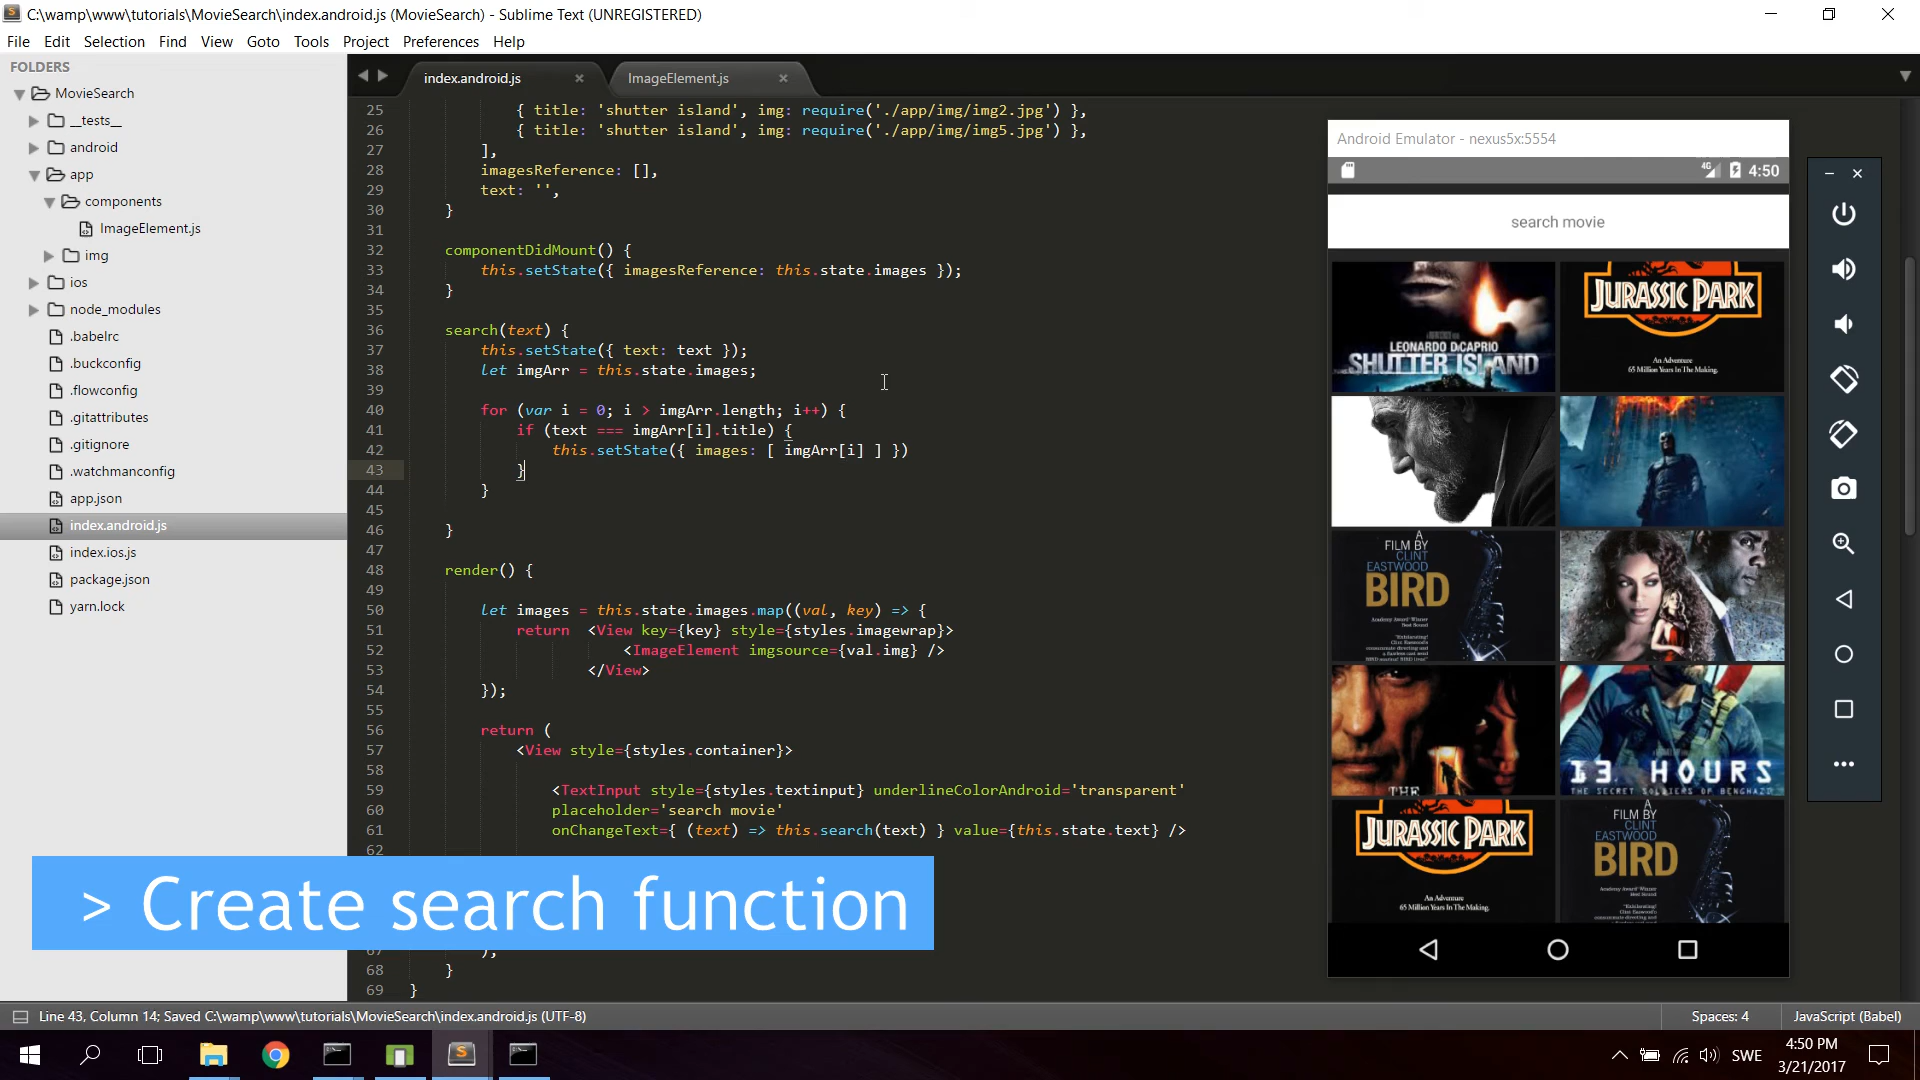 C:\wamp\www\tutorials\MovieSearch\index.android.js (MovieSearch) - Sublime Text (UNREGISTERED)
File Edit Selection Find View Goto Tools Project Preferences Help
FOLDERS
MovieSearch
__tests__
android
app
components
ImageElement.js
img
ios
node_modules
.babelrc
.buckconfig
.flowconfig
.gitattributes
.gitignore
.watchmanconfig
app.json
index.android.js
index.ios.js
package.json
yarn.lock
index.android.js ImageElement.js
25 { title: 'shutter island', img: require('./app/img/img2.jpg') },
26 { title: 'shutter island', img: require('./app/img/img5.jpg') },
27 ],
28 imagesReference: [],
29 text: '',
30 }
31
32 componentDidMount() {
33 this.setState({ imagesReference: this.state.images });
34 }
35
36 search(text) {
37 this.setState({ text: text });
38 let imgArr = this.state.images;
39
40 for (var i = 0; i > imgArr.length; i++) {
41 if (text === imgArr[i].title) {
42 this.setState({ images: [ imgArr[i] ] })
43 }
44 }
45
46 }
47
48 render() {
49
50 let images = this.state.images.map((val, key) => {
51 return <View key={key} style={styles.imagewrap}>
52 <ImageElement imgsource={val.img} />
53 </View>
54 });
55
56 return (
57 <View style={styles.container}>
58
59 <TextInput style={styles.textinput} underlineColorAndroid='transparent'
60 placeholder='search movie'
61 onChangeText={ (text) => this.search(text) } value={this.state.text} />
62
67 );
68 }
69 }
> Create search function
Android Emulator - nexus5x:5554
4G 4:50
search movie
LEONARDO DiCAPRIO
SHUTTER ISLAND
JURASSIC PARK
An Adventure
65 Million Years In The Making.
A
FILM BY
CLINT
EASTWOOD
BIRD
THE
13 HOURS
THE SECRET SOLDIERS OF BENGHAZI
JURASSIC PARK
An Adventure
65 Million Years In The Making.
A
FILM BY
CLINT
EASTWOOD
BIRD
Line 43, Column 14; Saved C:\wamp\www\tutorials\MovieSearch\index.android.js (UTF-8)
Spaces: 4 JavaScript (Babel)
SWE
4:50 PM
3/21/2017